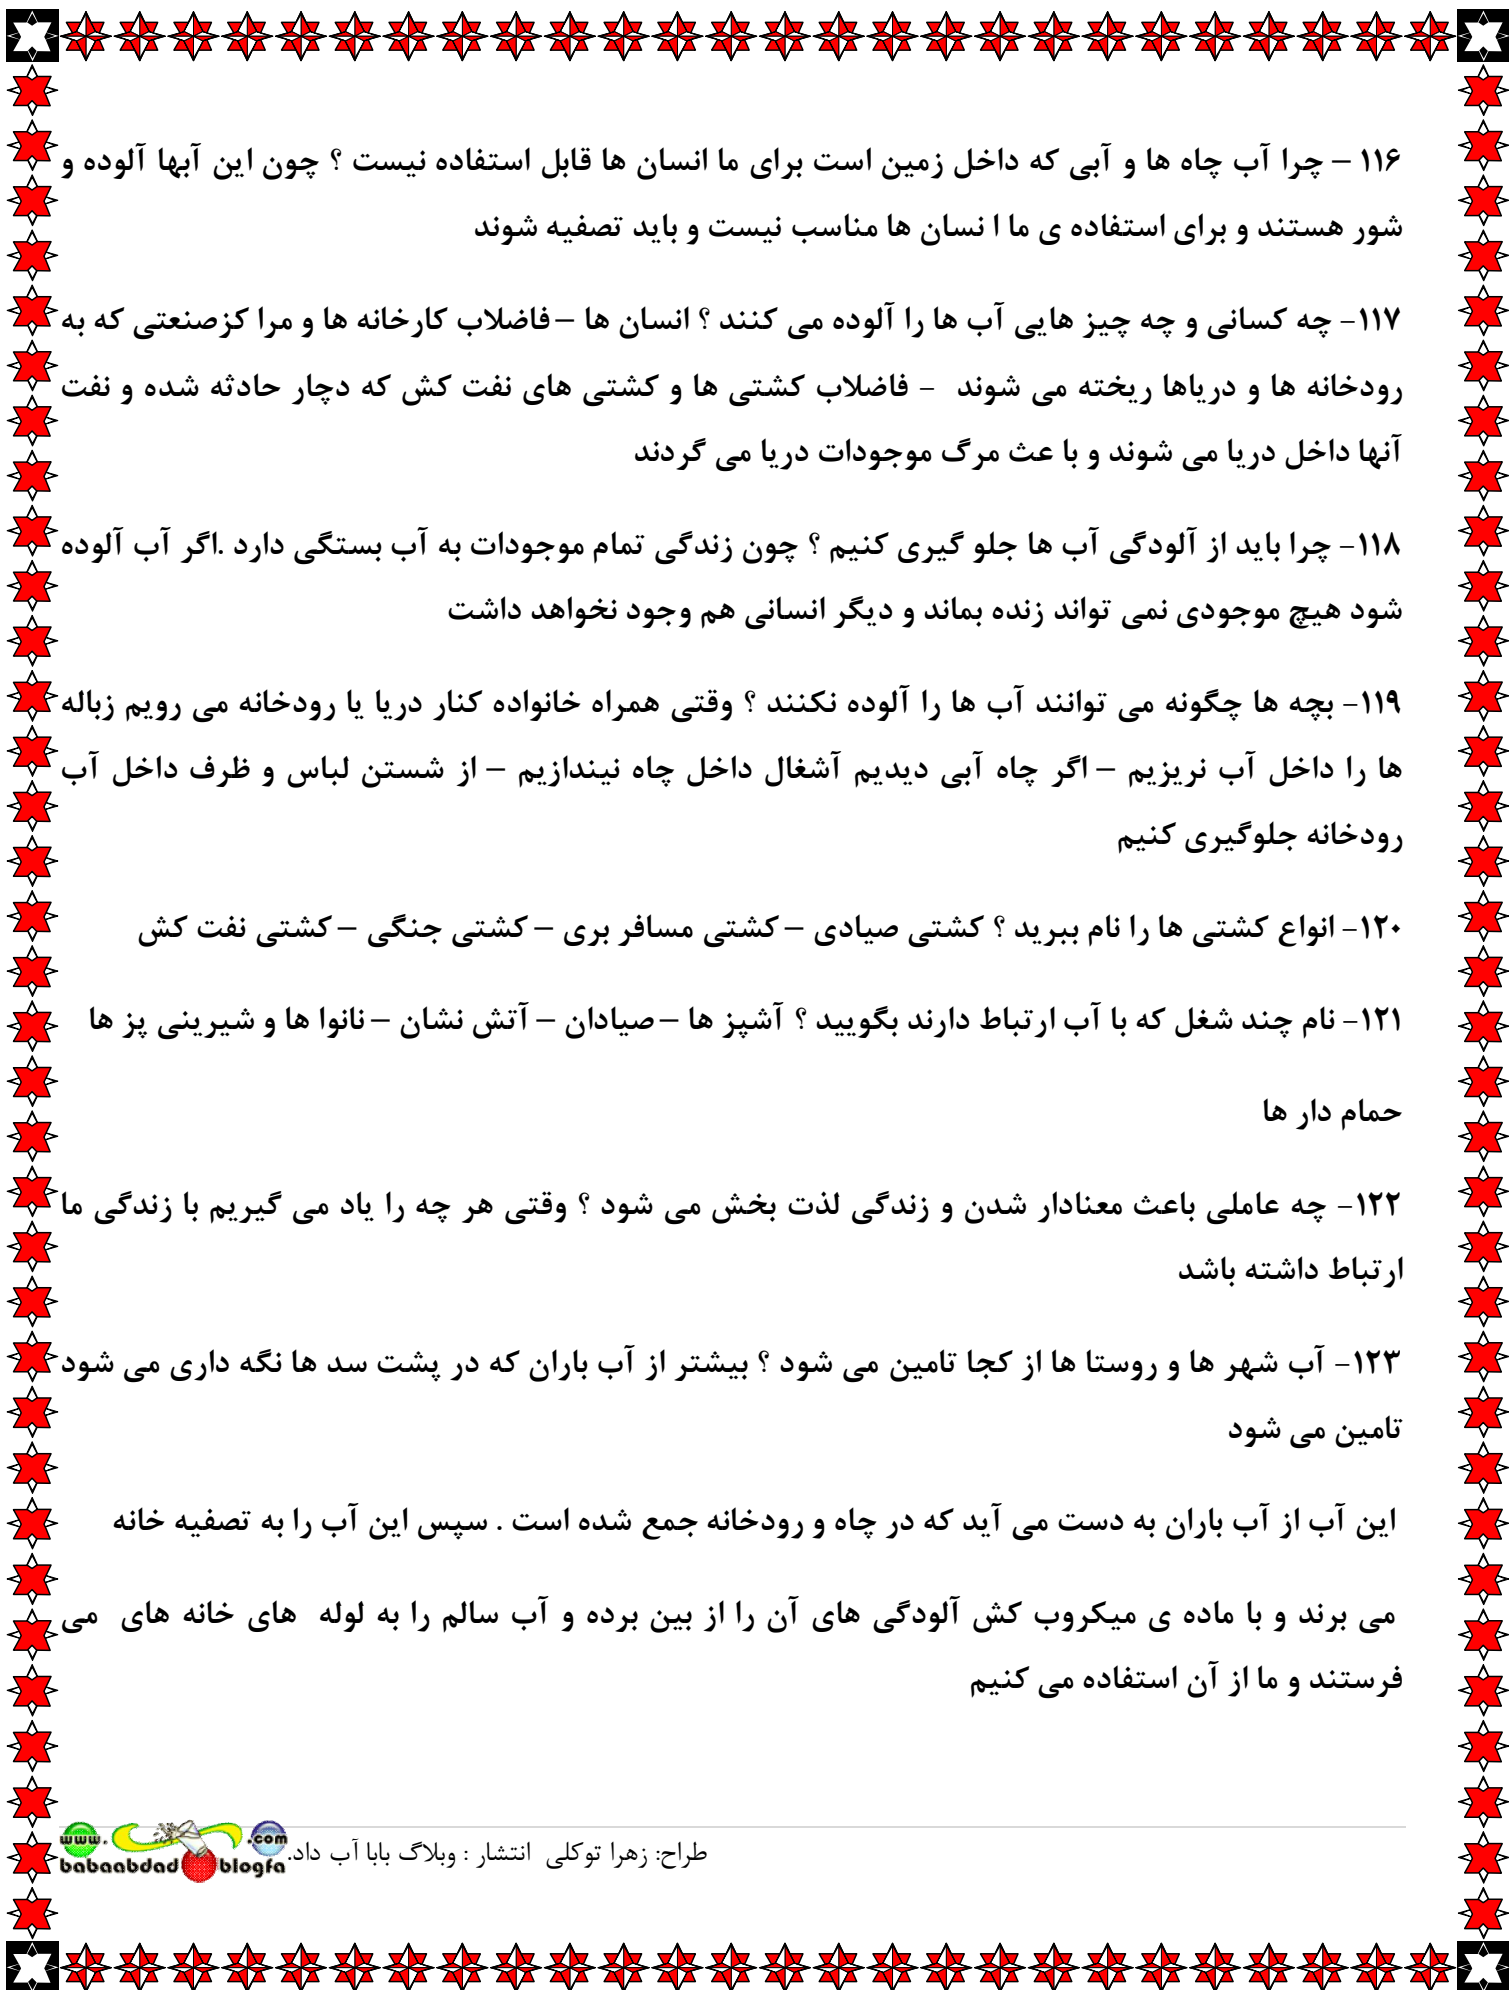 ۱۱۶ – چرا آب چاه ها و آبی که داخل زمین است برای ما انسان ها قابل استفاده نیست ؟ چون این آبها آلوده و
شور هستند و برای استفاده ی ما ا نسان ها مناسب نیست و باید تصفیه شوند
۱۱۷- چه کسانی و چه چیز هایی آب ها را آلوده می کنند ؟ انسان ها – فاضلاب کارخانه ها و مرا کزصنعتی که به
رودخانه ها و دریاها ریخته می شوند - فاضلاب کشتی ها و کشتی های نفت کش که دچار حادثه شده و نفت
آنها داخل دریا می شوند و با عث مرگ موجودات دریا می گردند
۱۱۸- چرا باید از آلودگی آب ها جلو گیری کنیم ؟ چون زندگی تمام موجودات به آب بستگی دارد .اگر آب آلوده
شود هیچ موجودی نمی تواند زنده بماند و دیگر انسانی هم وجود نخواهد داشت
۱۱۹- بچه ها چگونه می توانند آب ها را آلوده نکنند ؟ وقتی همراه خانواده کنار دریا یا رودخانه می رویم زباله
ها را داخل آب نریزیم – اگر چاه آبی دیدیم آشغال داخل چاه نیندازیم – از شستن لباس و ظرف داخل آب
رودخانه جلوگیری کنیم
۱۲۰- انواع کشتی ها را نام ببرید ؟ کشتی صیادی – کشتی مسافر بری – کشتی جنگی – کشتی نفت کش
۱۲۱- نام چند شغل که با آب ارتباط دارند بگویید ؟ آشپز ها – صیادان – آتش نشان – نانوا ها و شیرینی پز ها
حمام دار ها
۱۲۲- چه عاملی باعث معنادار شدن و زندگی لذت بخش می شود ؟ وقتی هر چه را یاد می گیریم با زندگی ما
ارتباط داشته باشد
۱۲۳- آب شهر ها و روستا ها از کجا تامین می شود ؟ بیشتر از آب باران که در پشت سد ها نگه داری می شود
تامین می شود
این آب از آب باران به دست می آید که در چاه و رودخانه جمع شده است . سپس این آب را به تصفیه خانه
می برند و با ماده ی میکروب کش آلودگی های آن را از بین برده و آب سالم را به لوله های خانه های می
فرستند و ما از آن استفاده می کنیم
طراح: زهرا توکلی انتشار : وبلاگ بابا آب داد.
www. .com
babaabdad blogfa